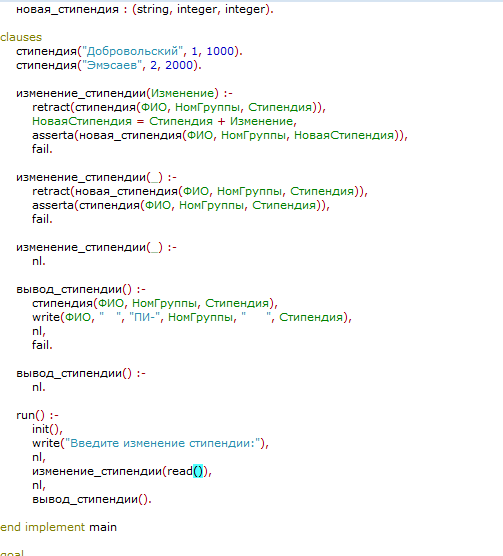 новая_стипендия : (string, integer, integer).
clauses
стипендия("Добровольский", 1, 1000).
стипендия("Эмэсаев", 2, 2000).
изменение_стипендии(Изменение) :-
retract(стипендия(ФИО, НомГруппы, Стипендия)),
НоваяСтипендия = Стипендия + Изменение,
asserta(новая_стипендия(ФИО, НомГруппы, НоваяСтипендия)),
fail.
изменение_стипендии(_) :-
retract(новая_стипендия(ФИО, НомГруппы, Стипендия)),
asserta(стипендия(ФИО, НомГруппы, Стипендия)),
fail.
изменение_стипендии(_) :-
nl.
вывод_стипендии() :-
стипендия(ФИО, НомГруппы, Стипендия),
write(ФИО, "   ", "ПИ-", НомГруппы, "      ", Стипендия),
nl,
fail.
вывод_стипендии() :-
nl.
run() :-
init(),
write("Введите изменение стипендии:"),
nl,
изменение_стипендии(read()),
nl,
вывод_стипендии().
end implement main
goal